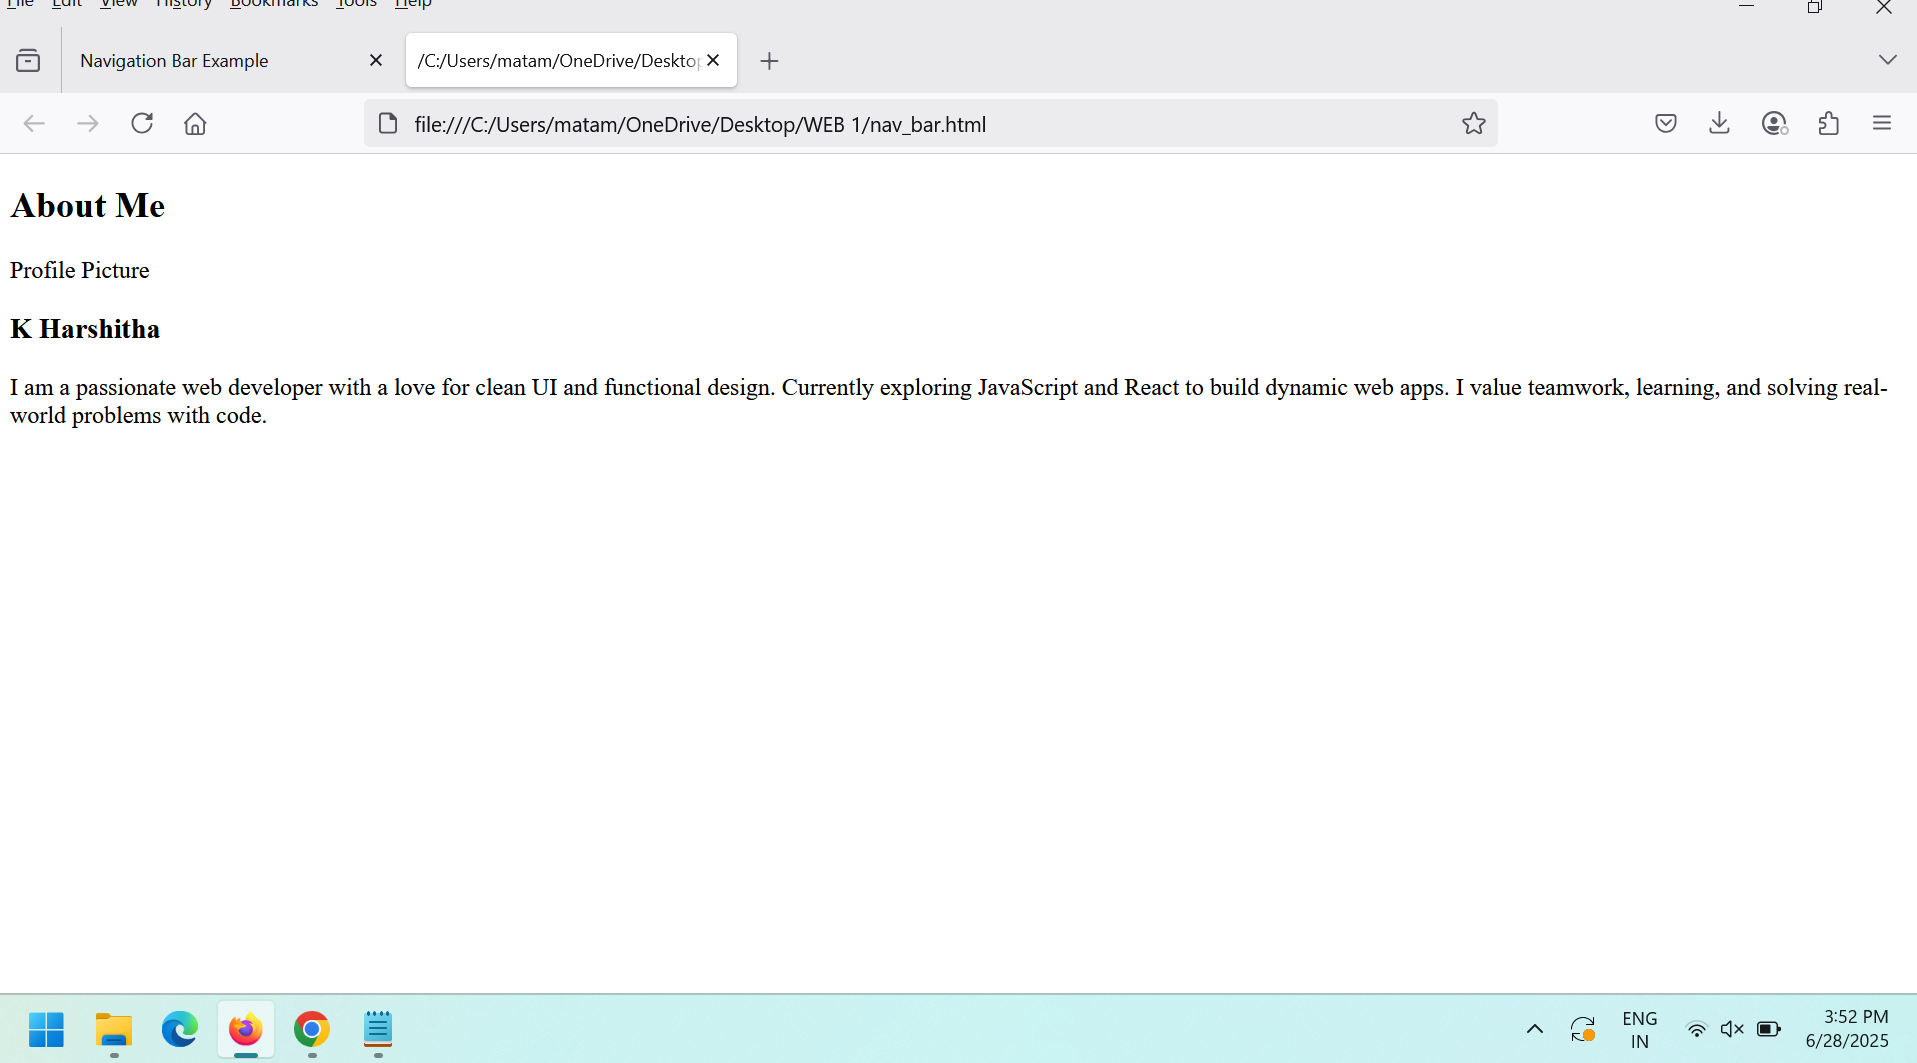 File Edit View History Bookmarks Tools Help
Navigation Bar Example
/C:/Users/matam/OneDrive/Desktop
file:///C:/Users/matam/OneDrive/Desktop/WEB 1/nav_bar.html
About Me
Profile Picture
K Harshitha
I am a passionate web developer with a love for clean UI and functional design. Currently exploring JavaScript and React to build dynamic web apps. I value teamwork, learning, and solving real-
world problems with code.
ENG
IN
3:52 PM
6/28/2025